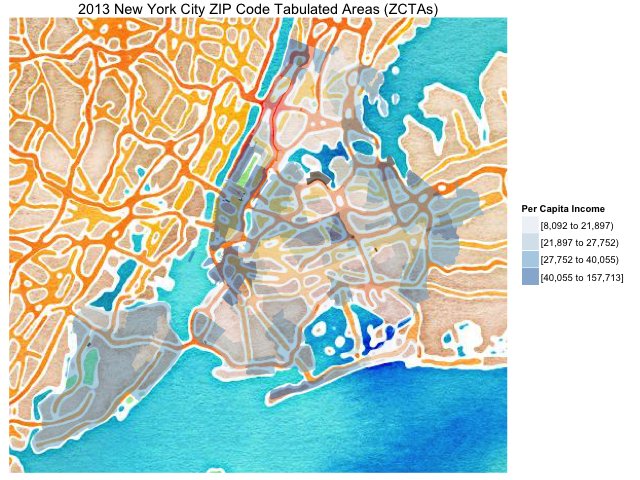 2013 New York City ZIP Code Tabulated Areas (ZCTAs)
Per Capita Income
[8,092 to 21,897)
[21,897 to 27,752)
[27,752 to 40,055)
[40,055 to 157,713]